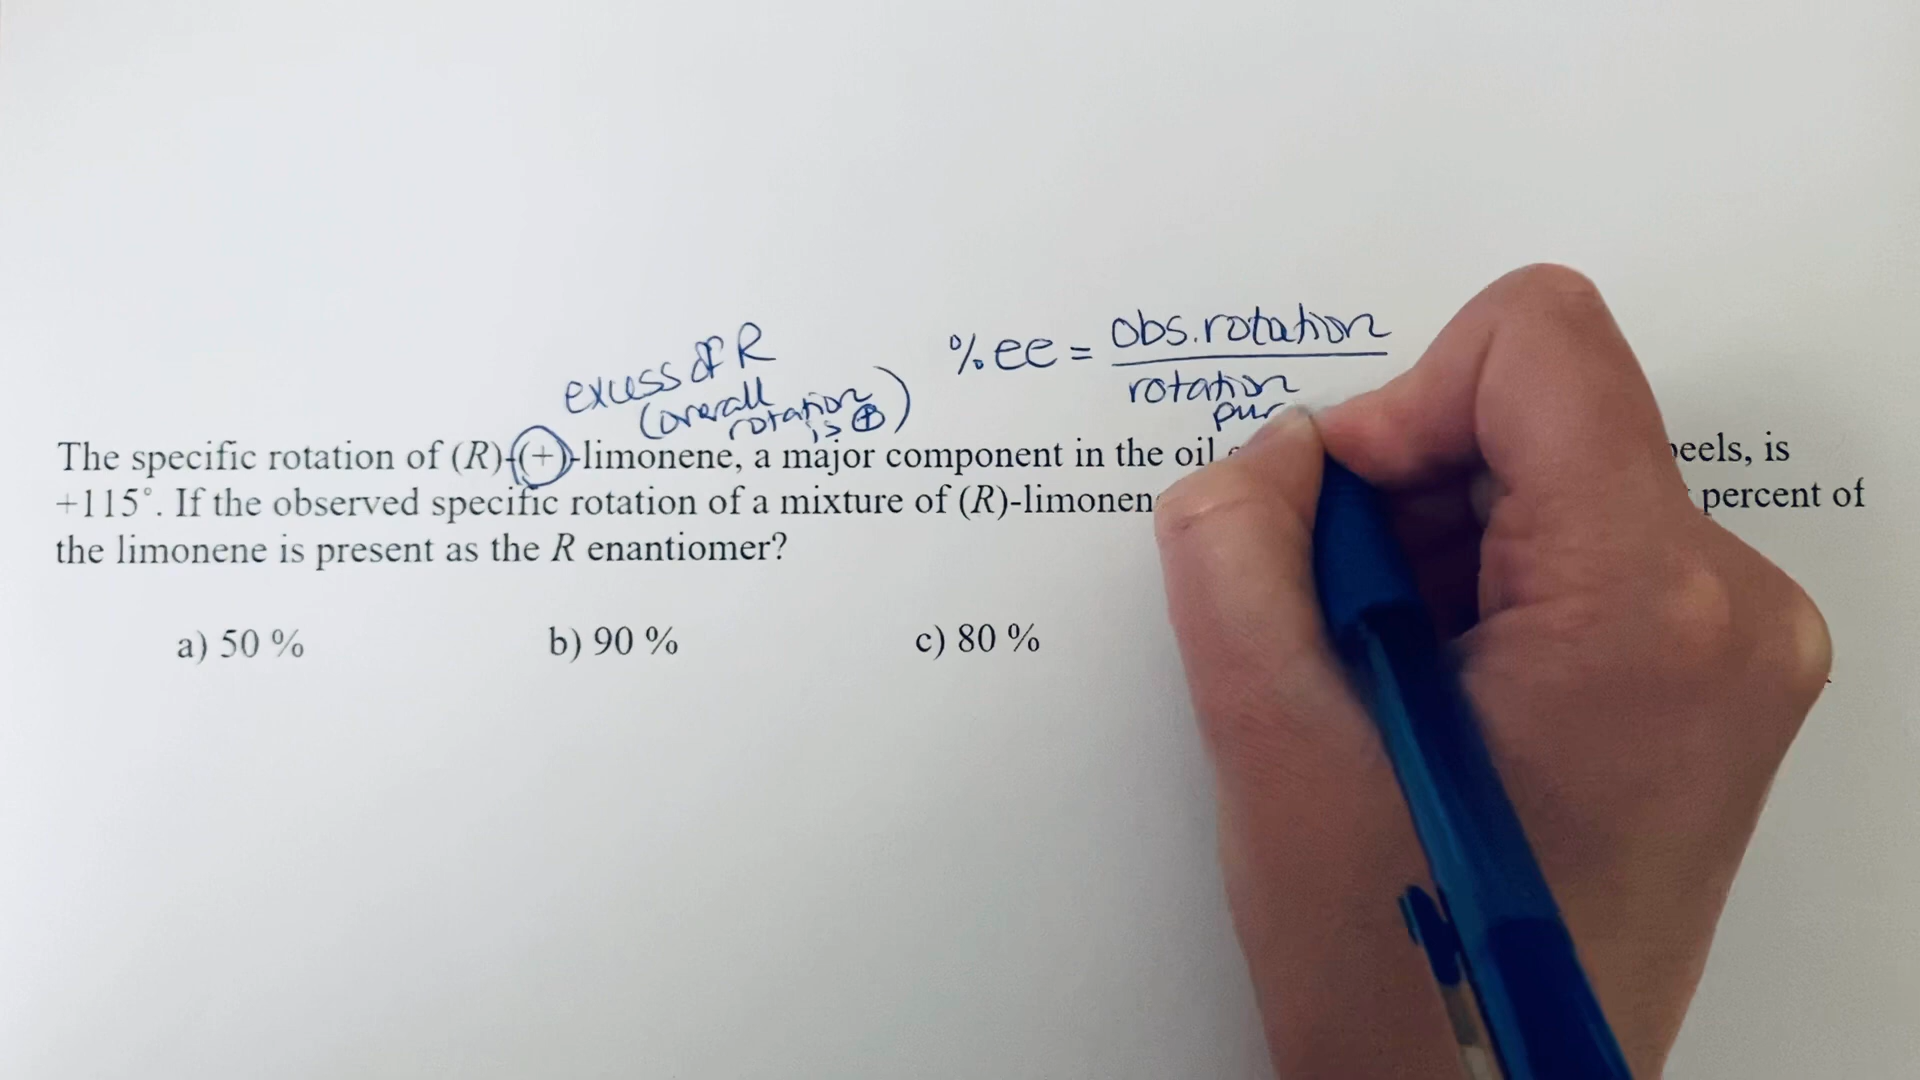 excess of R
(overall
rotation
is ⊕)
%ee = obs.rotation
rotation
The specific rotation of (R)-(+)-limonene, a major component in the oil peels, is
+115°. If the observed specific rotation of a mixture of (R)-limonen percent of
the limonene is present as the R enantiomer?
a) 50 %
b) 90 %
c) 80 %